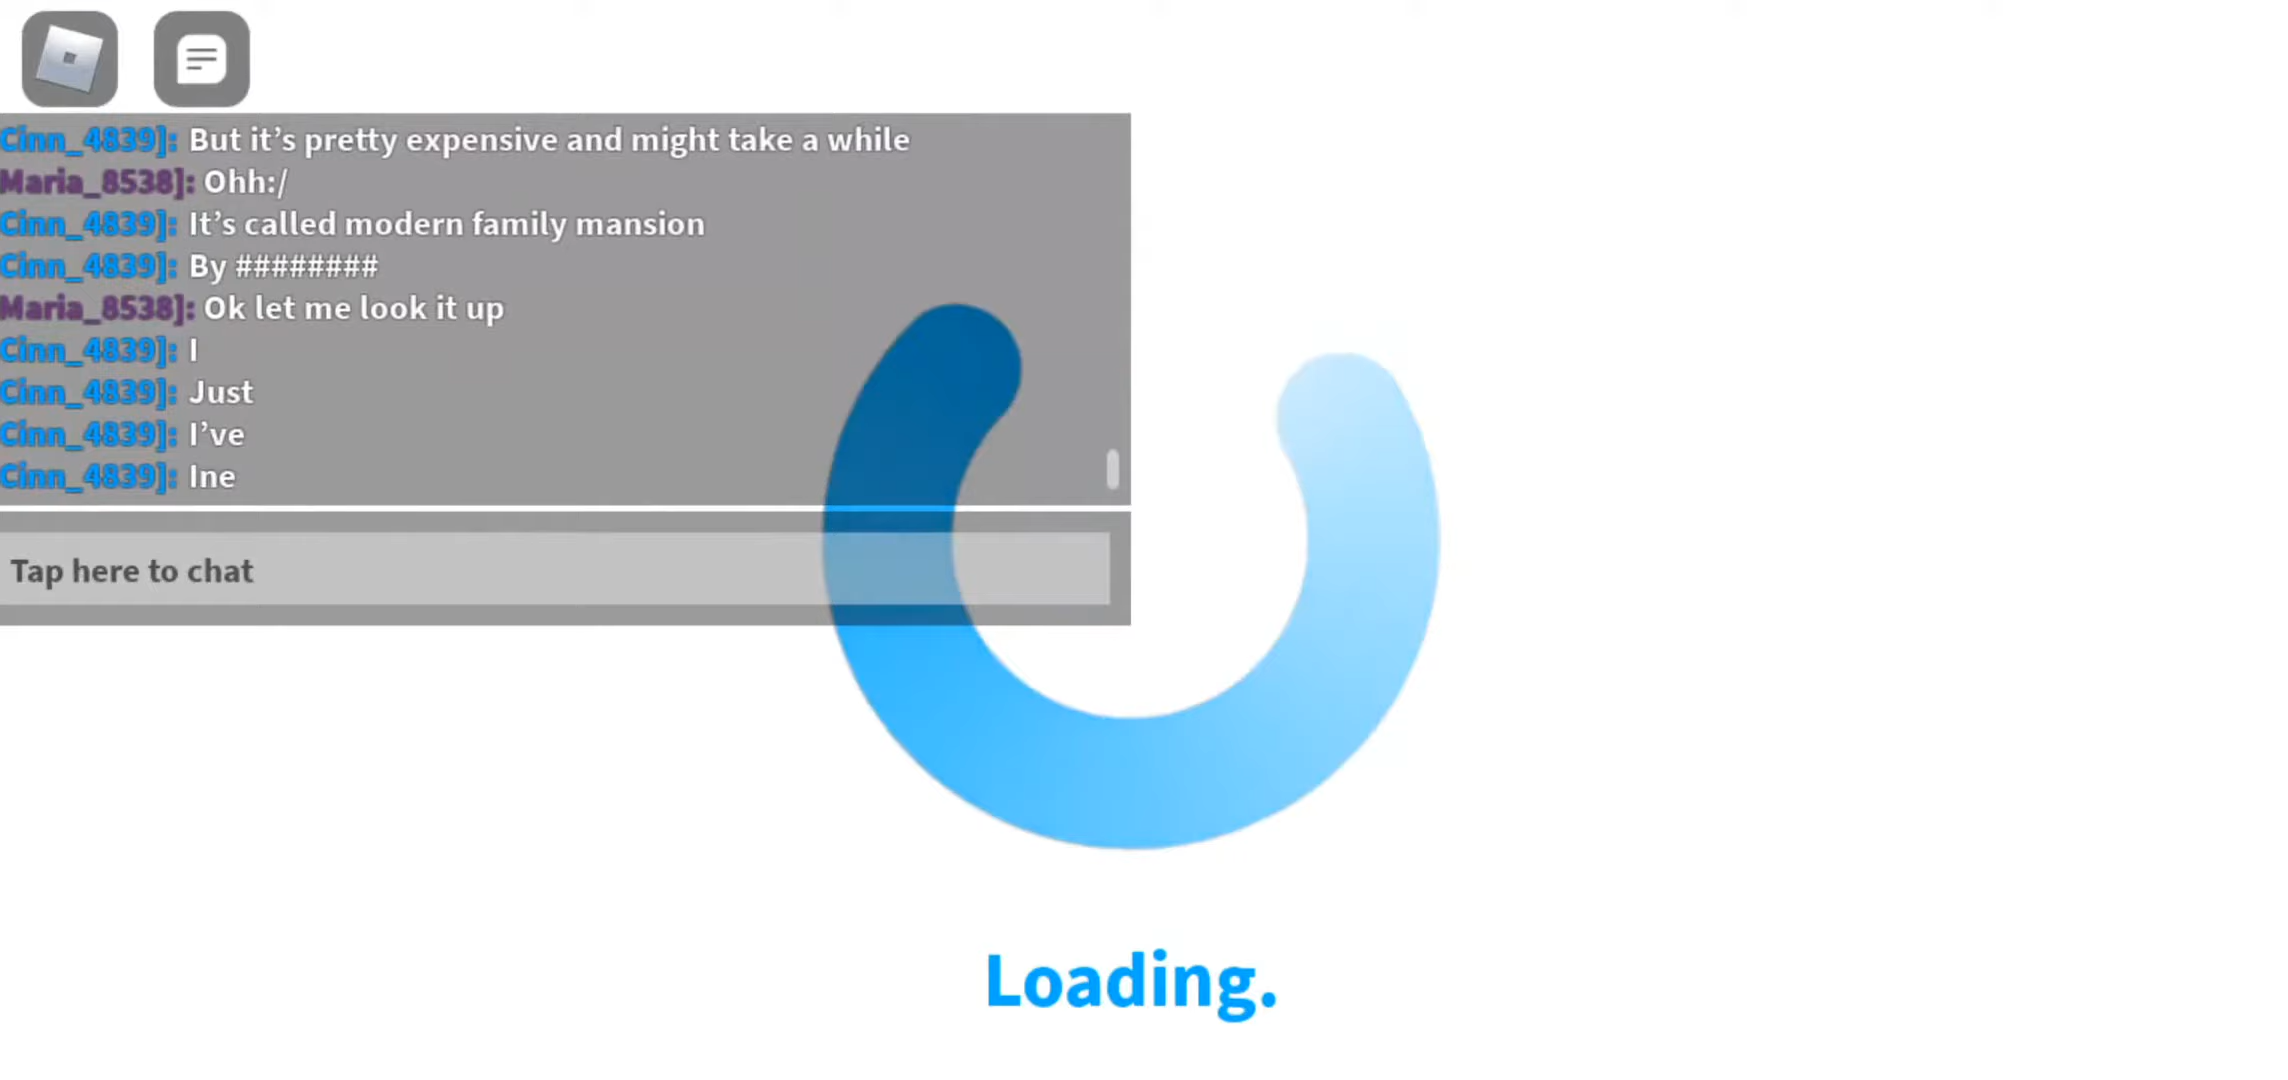 Cinn_4839]: But it’s pretty expensive and might take a while
Maria_8538]: Ohh:/
Cinn_4839]: It’s called modern family mansion
Cinn_4839]: By ########
Maria_8538]: Ok let me look it up
Cinn_4839]: I
Cinn_4839]: Just
Cinn_4839]: I’ve
Cinn_4839]: Ine
Tap here to chat
Loading.